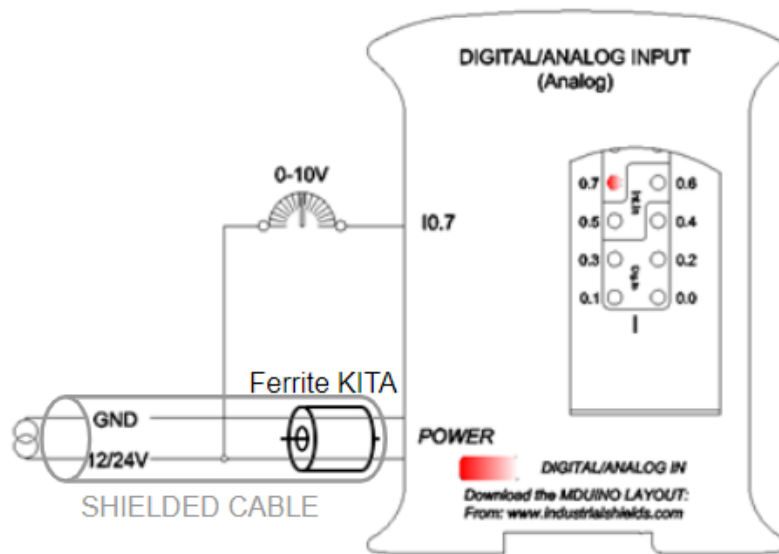 DIGITAL/ANALOG INPUT
(Analog)
0-10V
I0.7
0.7
0.6
0.5
0.4
0.3
0.2
0.1
0.0
I
Ferrite KITA
GND
12/24V
POWER
SHIELDED CABLE
DIGITAL/ANALOG IN
Download the MDUINO LAYOUT:
From: www.industrialshields.com